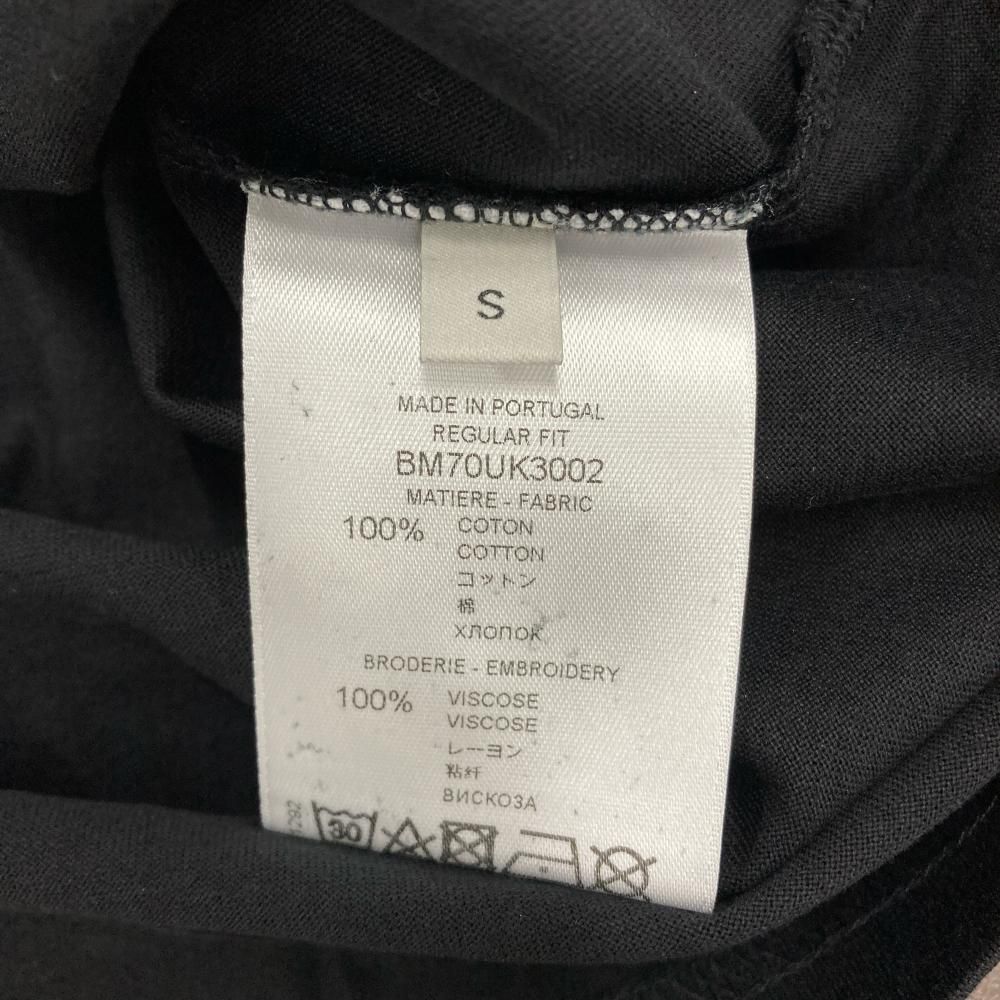 S
MADE IN PORTUGAL
REGULAR FIT
BM70UK3002
MATIERE - FABRIC
100% COTON
COTTON
コットン
棉
ХЛОПОК
BRODERIE - EMBROIDERY
100% VISCOSE
VISCOSE
レーヨン
粘纤
ВИСКОЗА
30